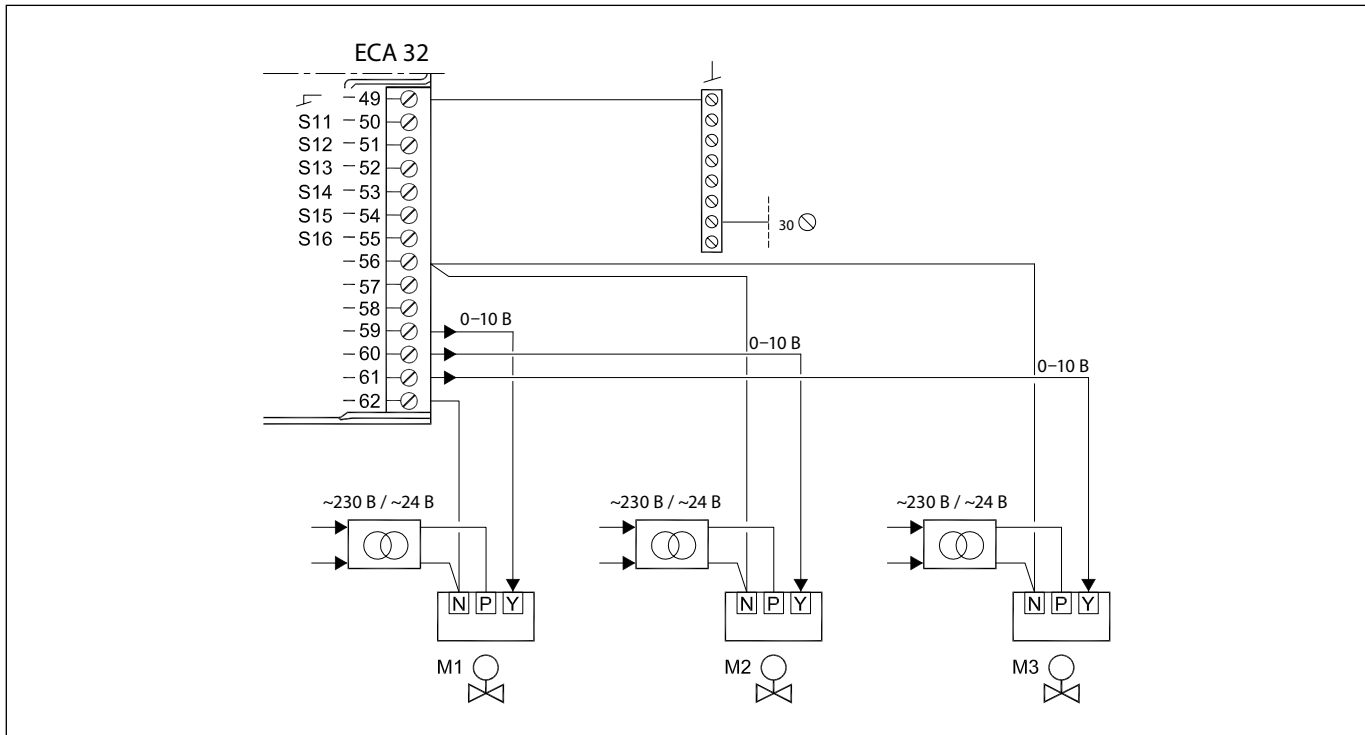 ECA 32
49
S11 50
S12 51
S13 52
S14 53
S15 54
S16 55
56
57
58
59
60
61
62
30
0–10 В
0–10 В
0–10 В
~230 В / ~24 В
~230 В / ~24 В
~230 В / ~24 В
N P Y
N P Y
N P Y
M1
M2
M3